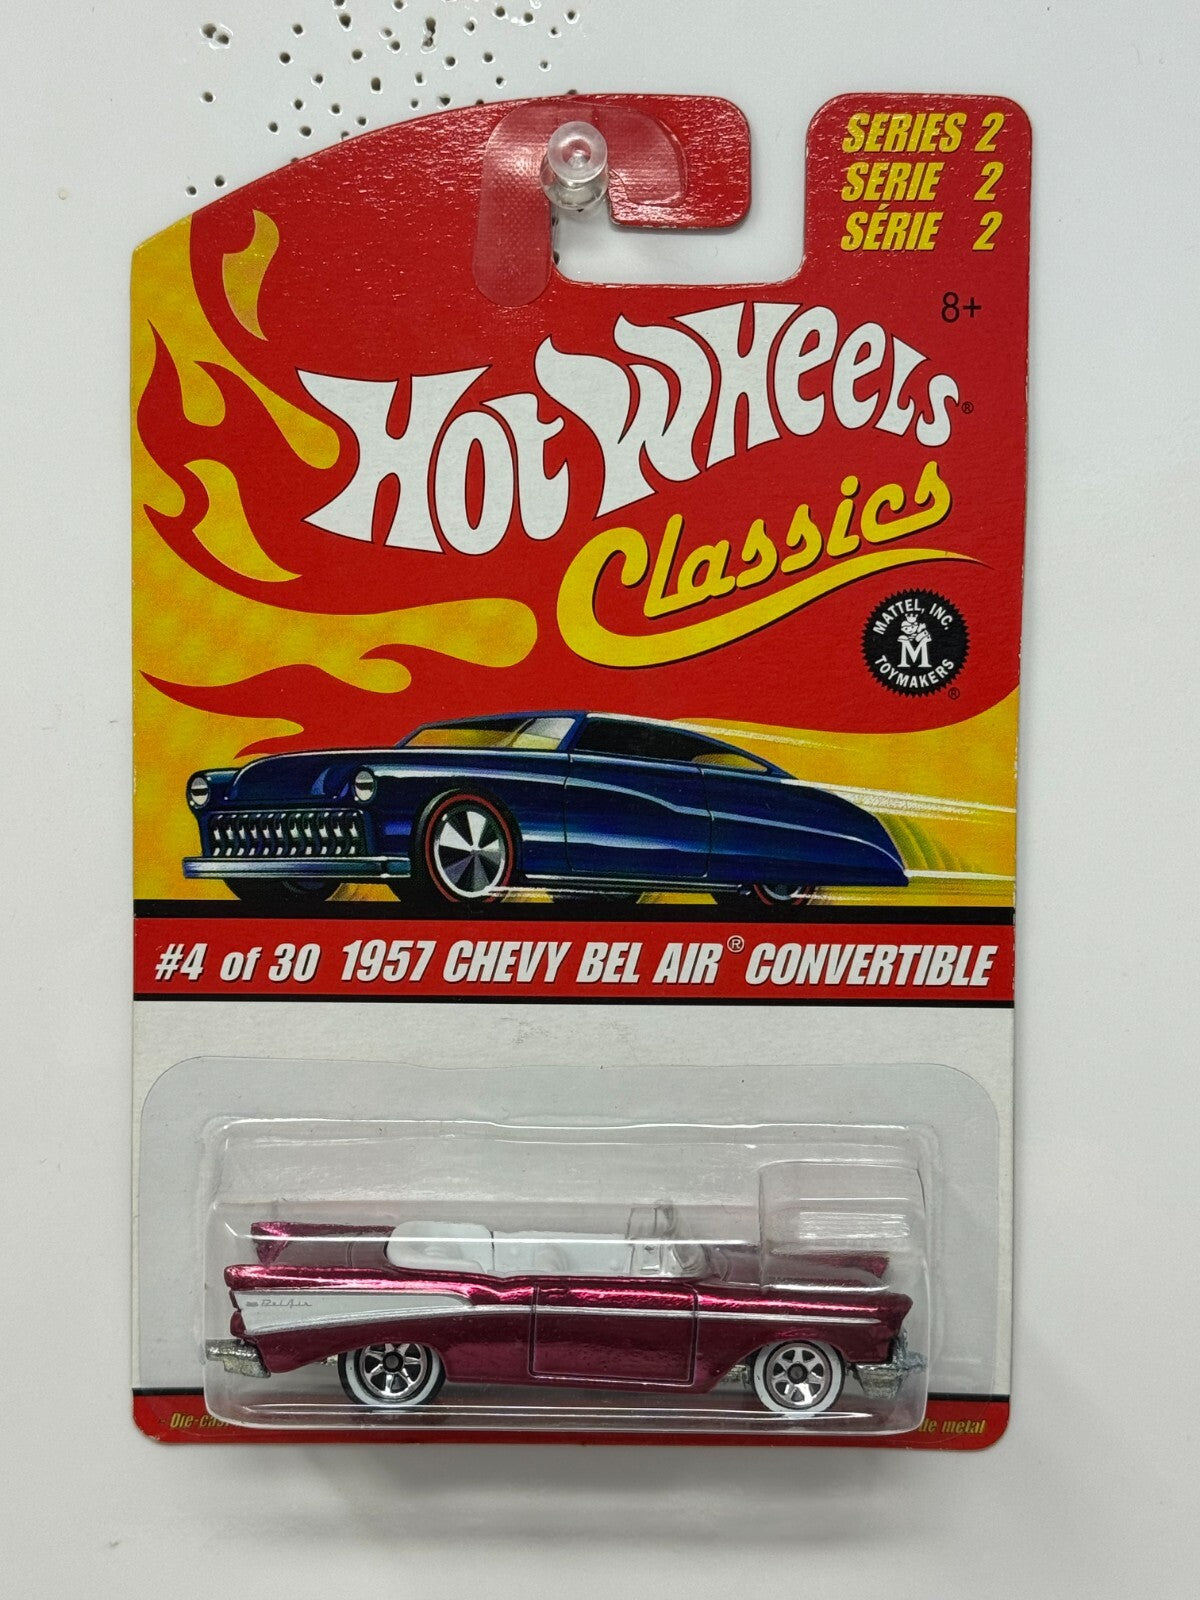 SERIES 2
SERIE 2
SÉRIE 2
8+
HOT WHEELS®
Classics
MATTEL, INC.
M
TOYMAKERS
®
#4 of 30 1957 CHEVY BEL AIR® CONVERTIBLE
Bel Air
metal